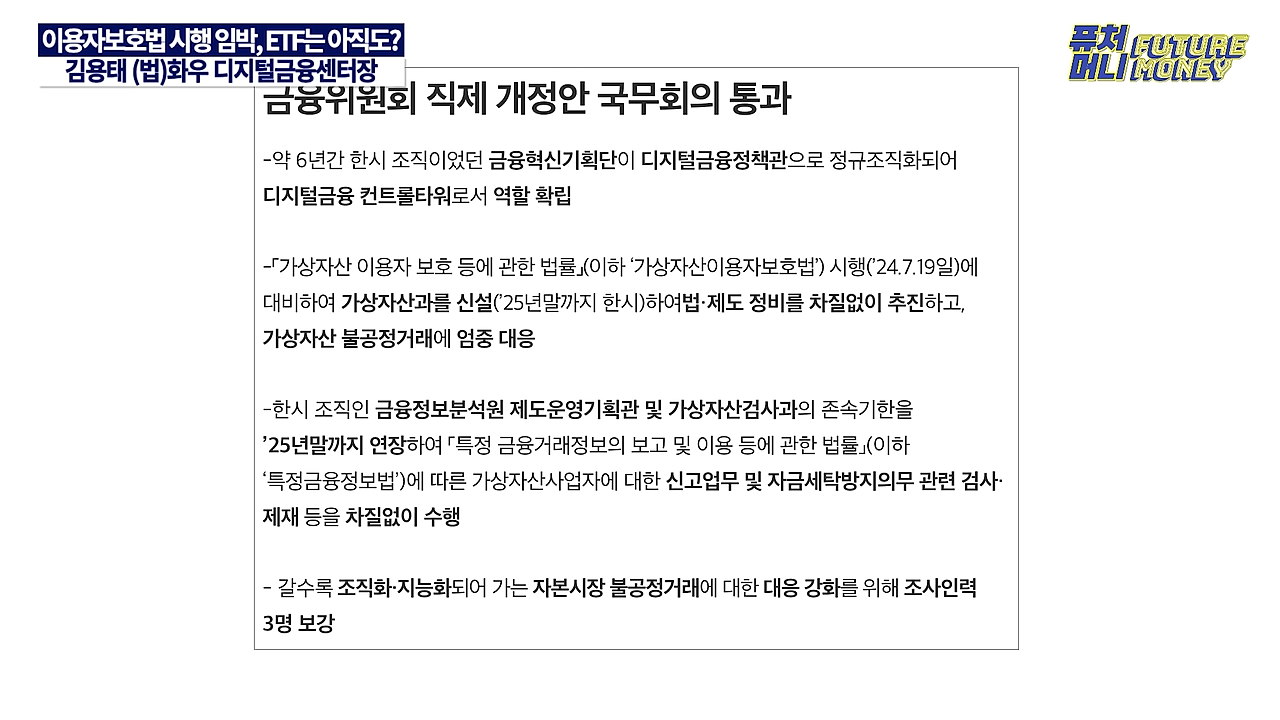 이용자보호법 시행 임박, ETF는 아직도?
김용태 (법)화우 디지털금융센터장
퓨처 FUTURE
머니 MONEY
금융위원회 직제 개정안 국무회의 통과
-약 6년간 한시 조직이었던 금융혁신기획단이 디지털금융정책관으로 정규조직화되어
디지털금융 컨트롤타워로서 역할 확립
-「가상자산 이용자 보호 등에 관한 법률」(이하 ‘가상자산이용자보호법’) 시행(’24.7.19일)에
대비하여 가상자산과를 신설(’25년말까지 한시)하여법·제도 정비를 차질없이 추진하고,
가상자산 불공정거래에 엄중 대응
-한시 조직인 금융정보분석원 제도운영기획관 및 가상자산검사과의 존속기한을
’25년말까지 연장하여 「특정 금융거래정보의 보고 및 이용 등에 관한 법률」(이하
‘특정금융정보법’)에 따른 가상자산사업자에 대한 신고업무 및 자금세탁방지의무 관련 검사·
제재 등을 차질없이 수행
- 갈수록 조직화·지능화되어 가는 자본시장 불공정거래에 대한 대응 강화를 위해 조사인력
3명 보강